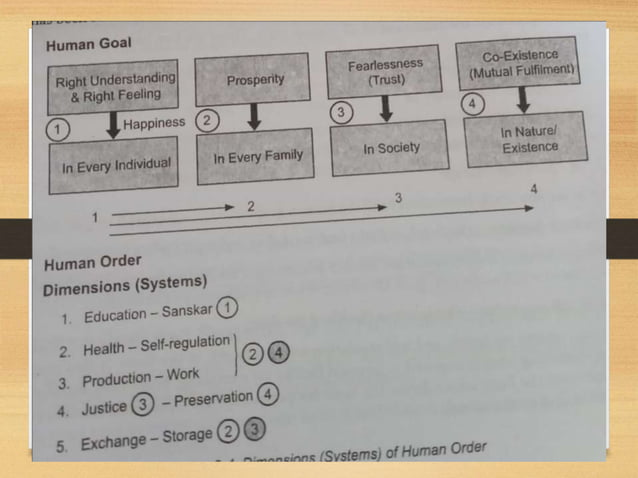 Human Goal
Right Understanding
& Right Feeling
Prosperity
Fearlessness
(Trust)
Co-Existence
(Mutual Fulfilment)
1 Happiness 2 3 4
In Every Individual
In Every Family
In Society
In Nature/
Existence
1 2 3 4
Human Order
Dimensions (Systems)
1. Education – Sanskar 1
2. Health – Self-regulation
2 4
3. Production – Work
4. Justice 3 – Preservation 4
5. Exchange – Storage 2 3
Dimensions (Systems) of Human Order